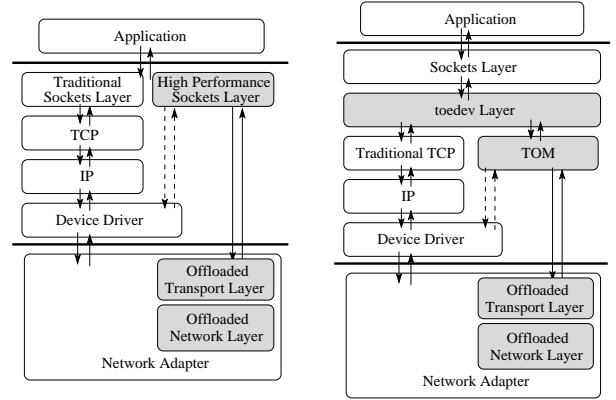 Application
Traditional
Sockets Layer
High Performance
Sockets Layer
TCP
IP
Device Driver
Offloaded
Transport Layer
Offloaded
Network Layer
Network Adapter
Application
Sockets Layer
toedev Layer
Traditional TCP
TOM
IP
Device Driver
Offloaded
Transport Layer
Offloaded
Network Layer
Network Adapter